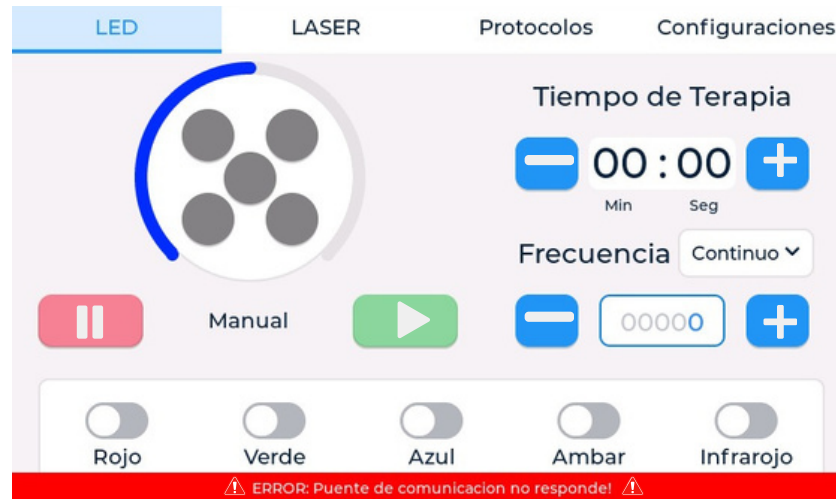 LED LASER Protocolos Configuraciones
Tiempo de Terapia
00 : 00
Min Seg
Frecuencia Continuo
Manual
00000
Rojo Verde Azul Ambar Infrarojo
ERROR: Puente de comunicacion no responde!